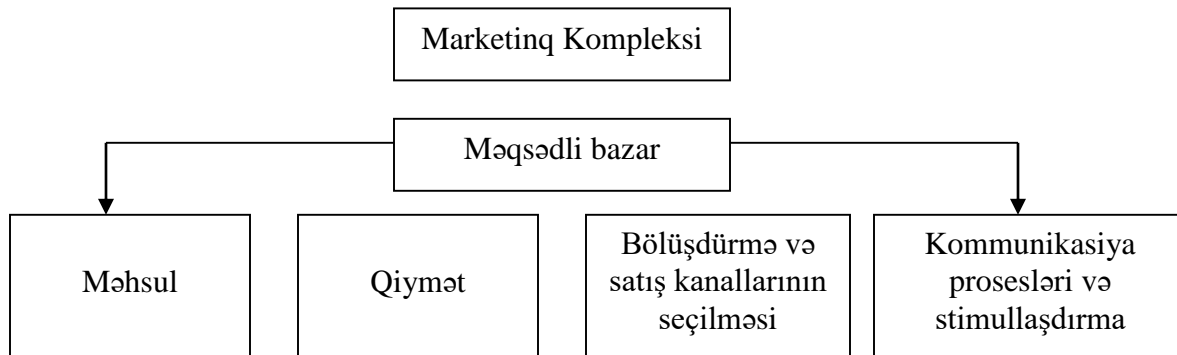 Marketinq Kompleksi
Məqsədli bazar
Məhsul
Qiymət
Bölüşdürmə və
satış kanallarının
seçilməsi
Kommunikasiya
prosesləri və
stimullaşdırma